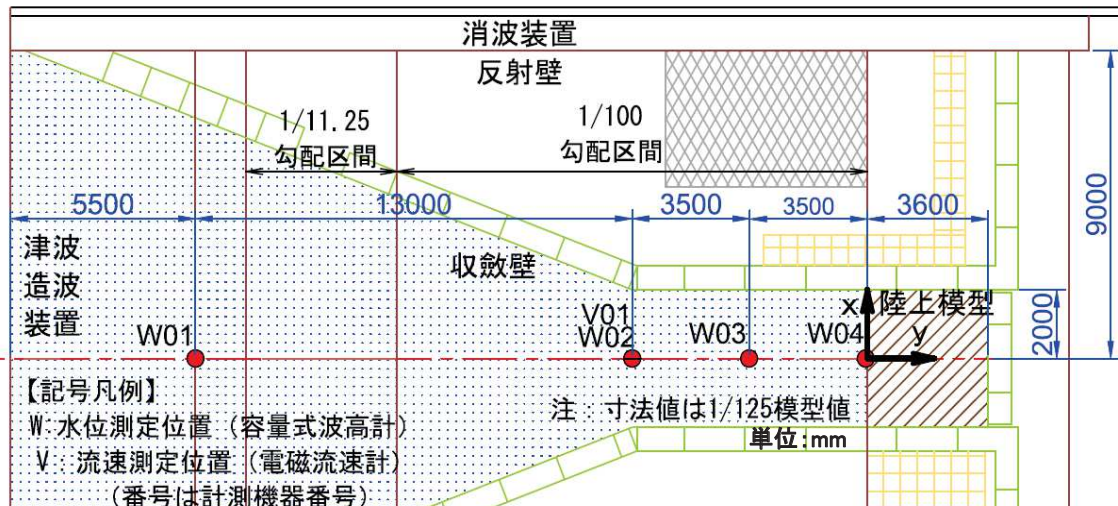 消波装置
反射壁
1/11.25
勾配区間
1/100
勾配区間
5500
13000
3500
3500
3600
9000
津波
造波
装置
収斂壁
W01
V01
W02
W03
W04
x
陸上模型
y
2000
【記号凡例】
W:水位測定位置（容量式波高計）
V：流速測定位置（電磁流速計）
（番号は計測機器番号）
注：寸法値は1/125模型値
単位:mm